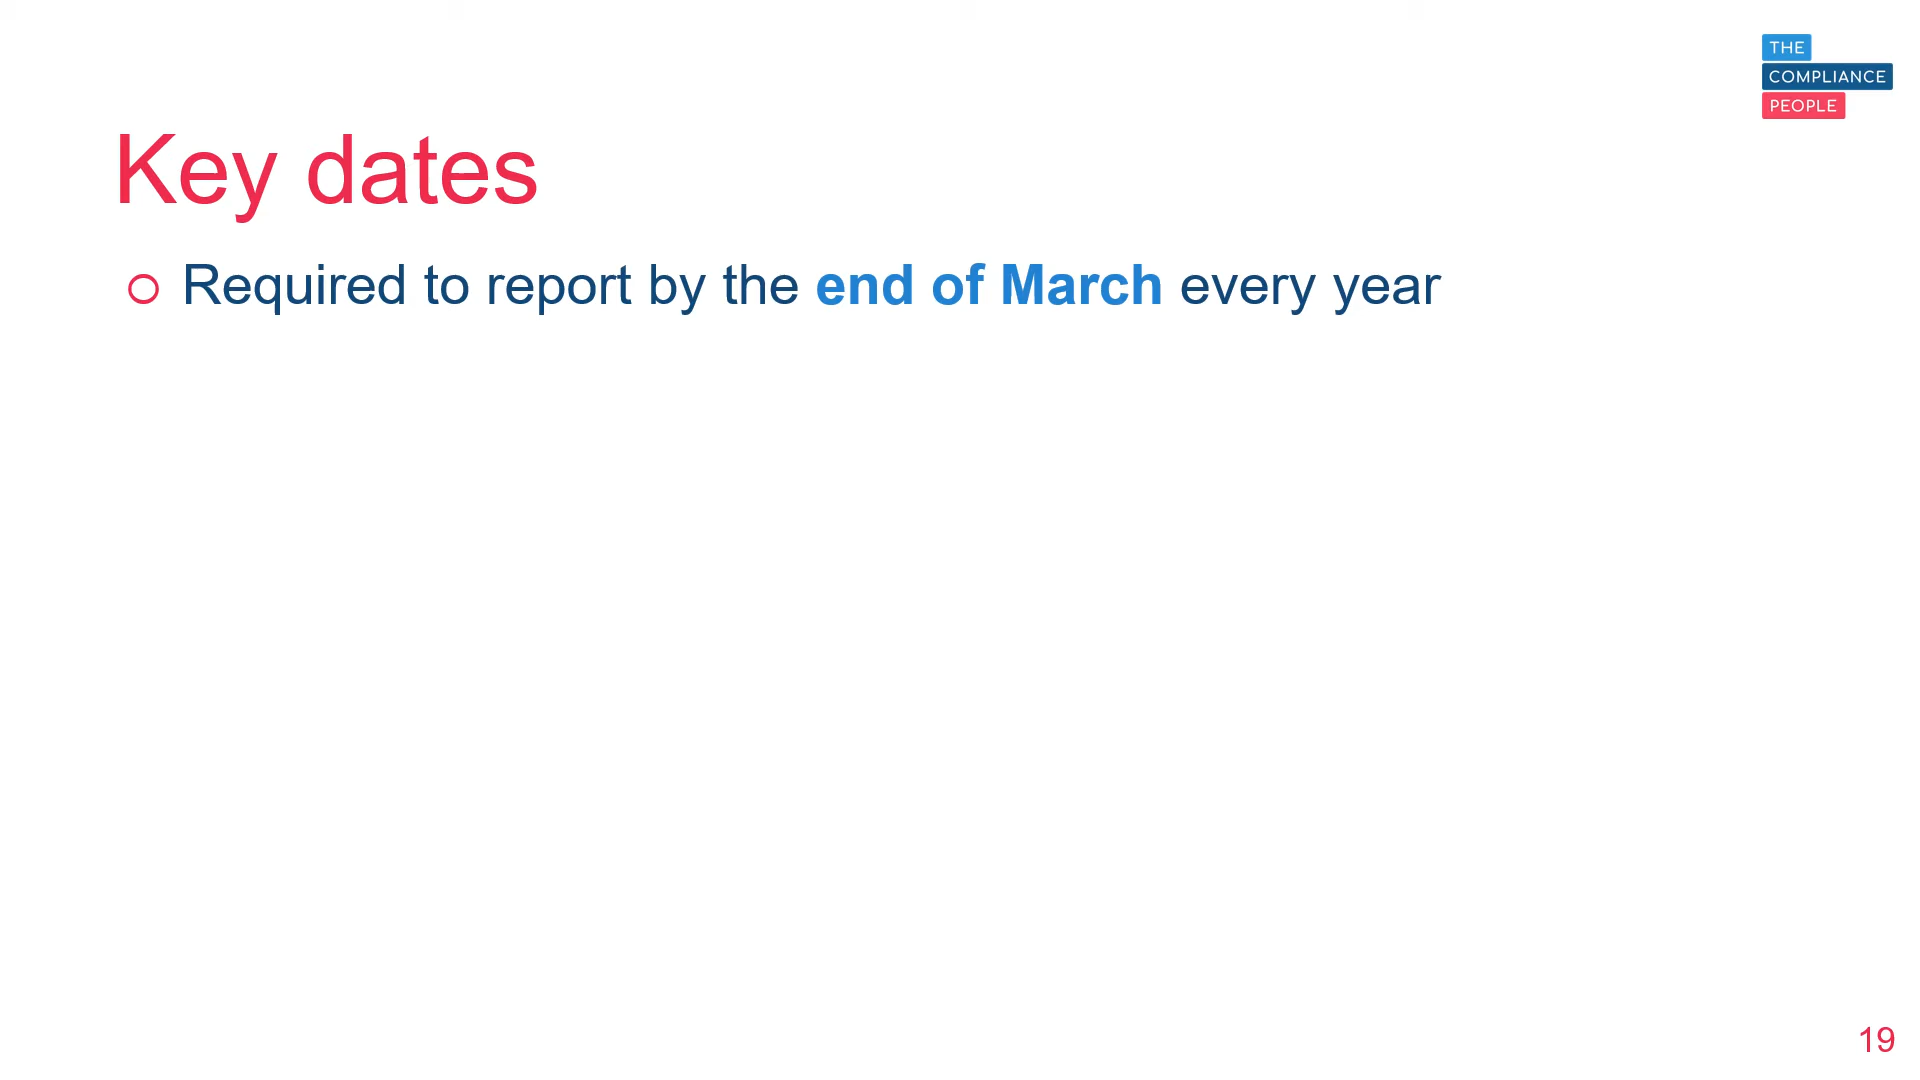 THE
COMPLIANCE
PEOPLE
Key dates
Required to report by the end of March every year
19